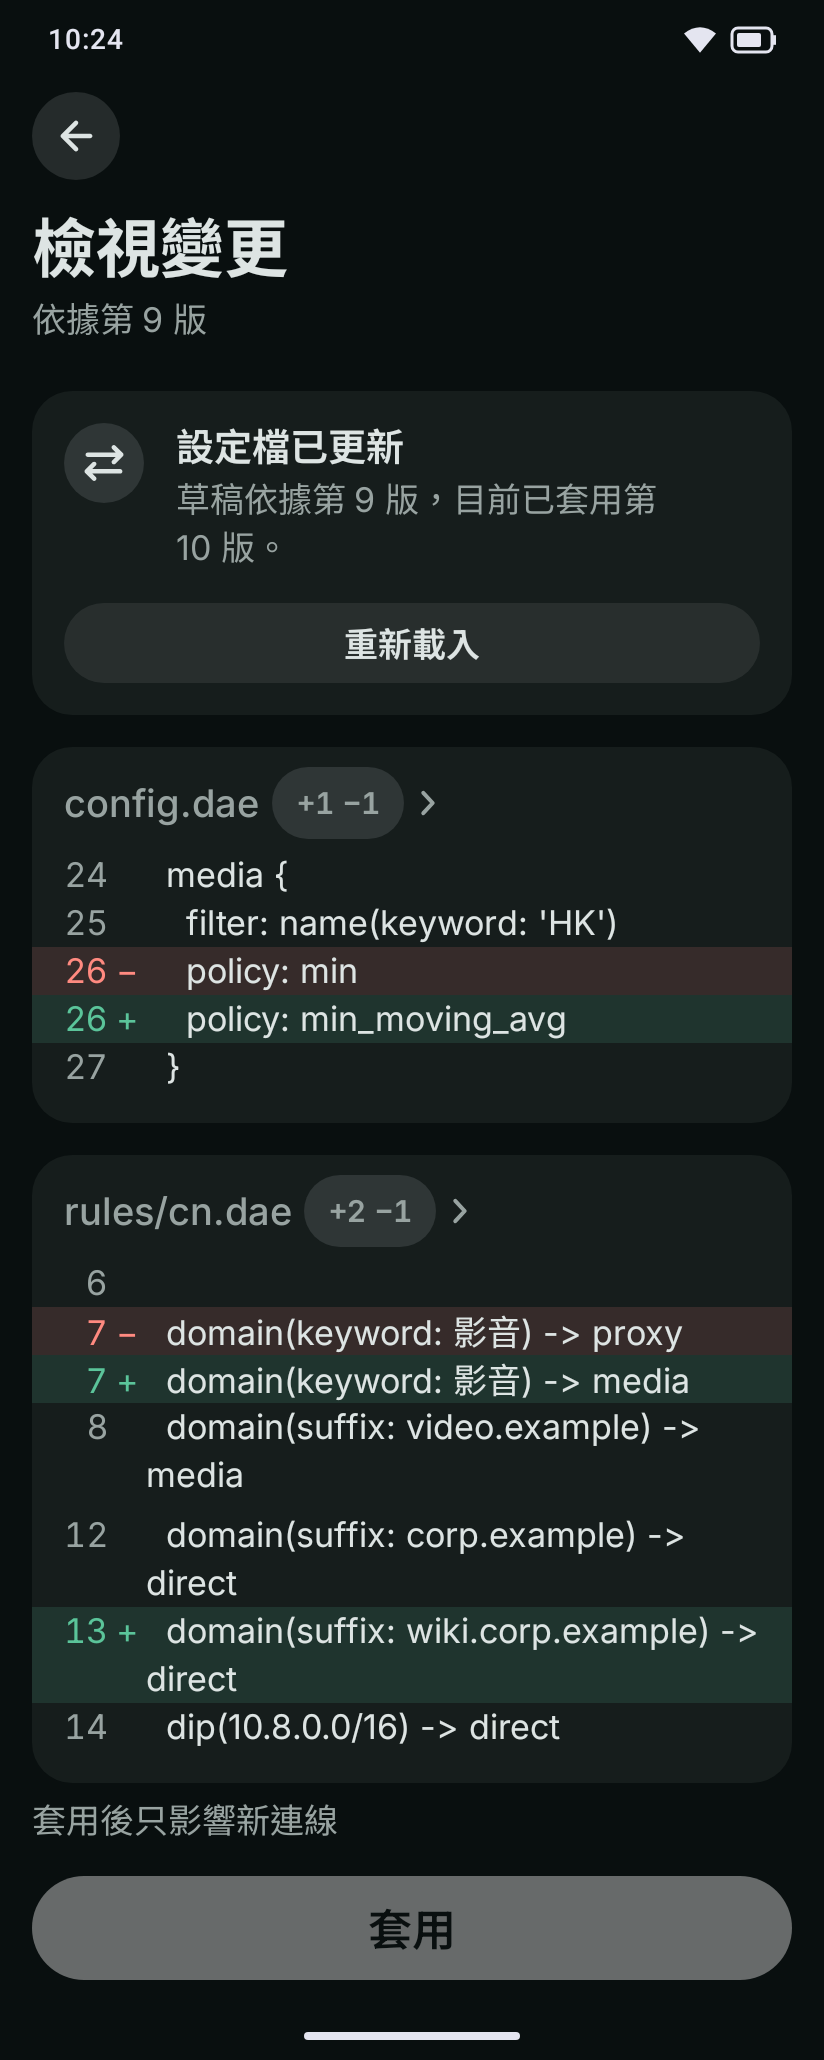 10:24
檢視變更
依據第 9 版
設定檔已更新
草稿依據第 9 版，目前已套用第
10 版。
重新載入
config.dae +1 −1
24 media {
25 filter: name(keyword: 'HK')
26 − policy: min
26 + policy: min_moving_avg
27 }
rules/cn.dae +2 −1
6
7 − domain(keyword: 影音) -> proxy
7 + domain(keyword: 影音) -> media
8 domain(suffix: video.example) ->
media
12 domain(suffix: corp.example) ->
direct
13 + domain(suffix: wiki.corp.example) ->
direct
14 dip(10.8.0.0/16) -> direct
套用後只影響新連線
套用